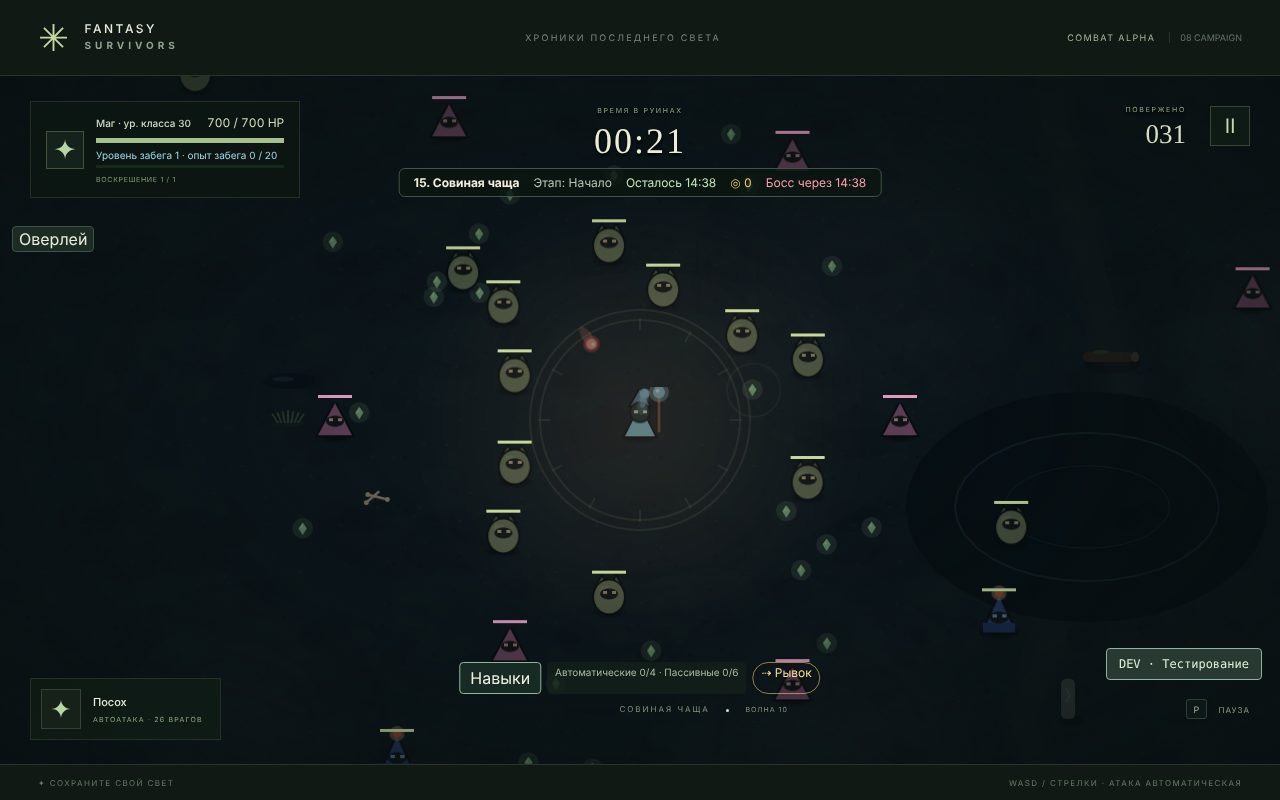 FANTASY
SURVIVORS
ХРОНИКИ ПОСЛЕДНЕГО СВЕТА
COMBAT ALPHA
08 CAMPAIGN
Маг · ур. класса 30
700 / 700 HP
Уровень забега 1 · опыт забега 0 / 20
ВОСКРЕШЕНИЕ 1 / 1
ВРЕМЯ В РУИНАХ
00:21
ПОВЕРЖЕНО
031
15. Совиная чаща Этап: Начало Осталось 14:38 ◎ 0 Босс через 14:38
Оверлей
Навыки
Автоматические 0/4 · Пассивные 0/6
⇢ Рывок
СОВИНАЯ ЧАЩА • ВОЛНА 10
DEV · Тестирование
P ПАУЗА
Посох
АВТОАТАКА · 26 ВРАГОВ
✦ СОХРАНИТЕ СВОЙ СВЕТ
WASD / СТРЕЛКИ · АТАКА АВТОМАТИЧЕСКАЯ